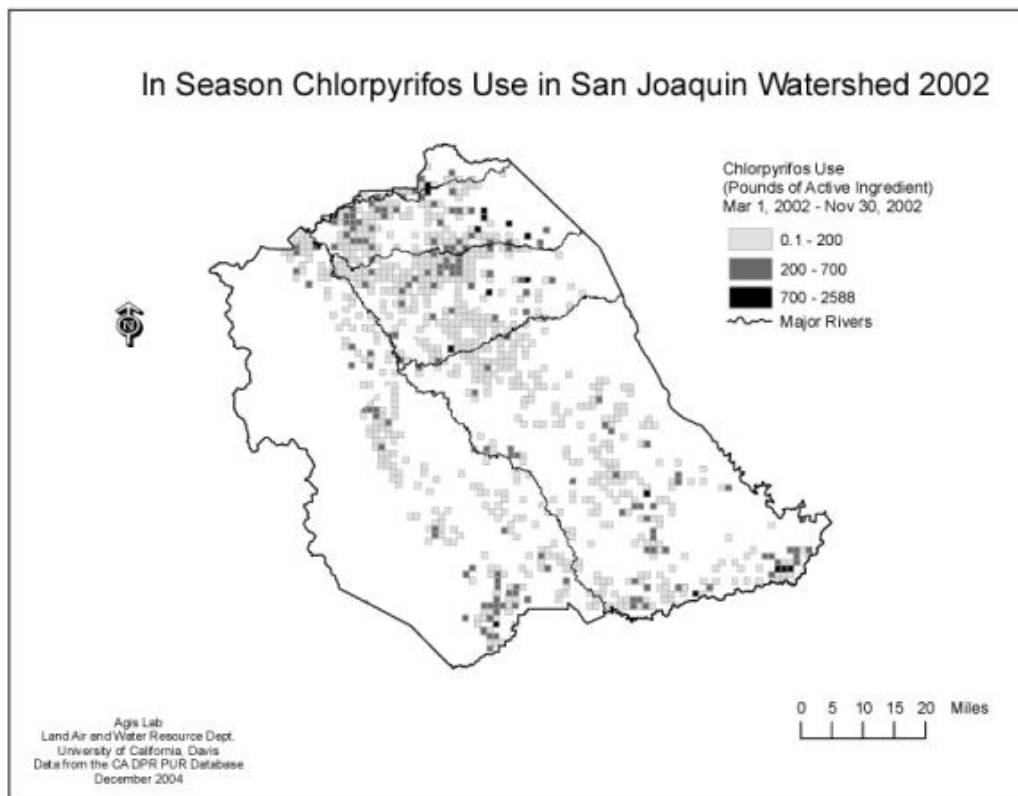 In Season Chlorpyrifos Use in San Joaquin Watershed 2002
Chlorpyrifos Use
(Pounds of Active Ingredient)
Mar 1, 2002 - Nov 30, 2002
0.1 - 200
200 - 700
700 - 2588
Major Rivers
N
0 5 10 15 20 Miles
Agis Lab
Land Air and Water Resource Dept.
University of California, Davis
Data from the CA DPR PUR Database
December 2004